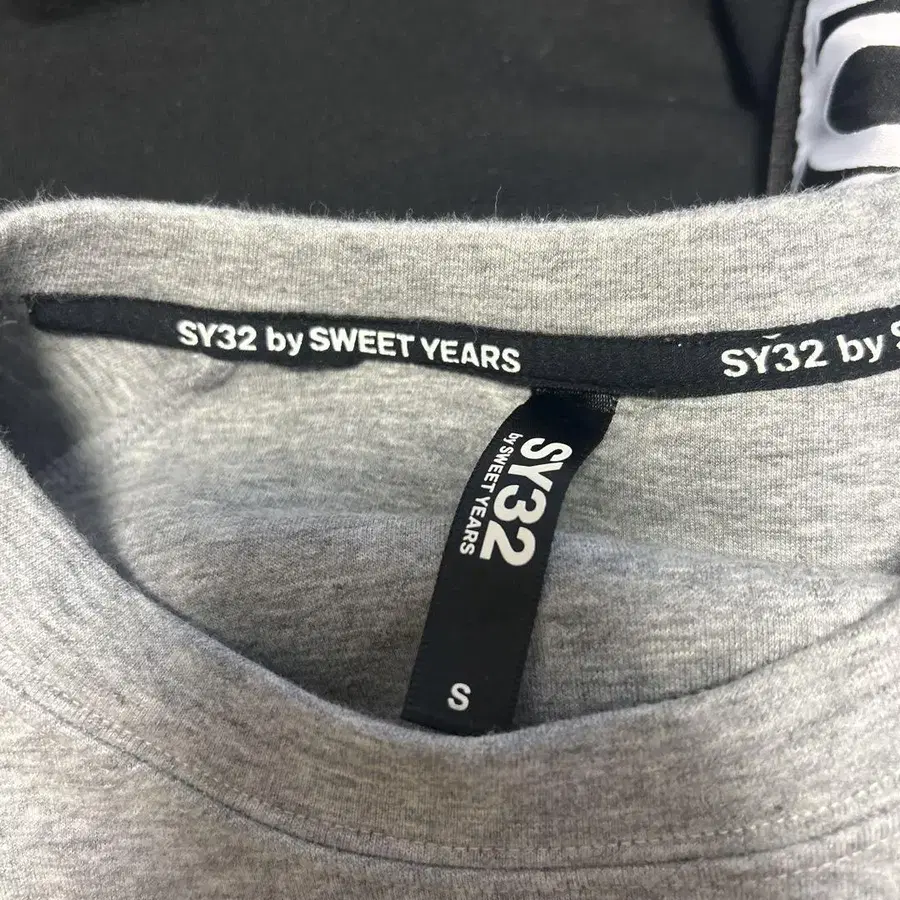 SY32 by SWEET YEARS
SY32 by
SY32
by SWEET YEARS
S